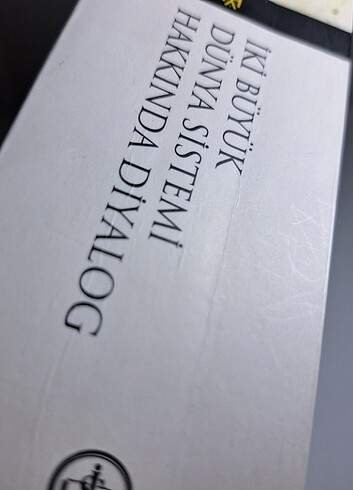 İKİ BÜYÜK
DÜNYA SİSTEMİ
HAKKINDA DİYALOG